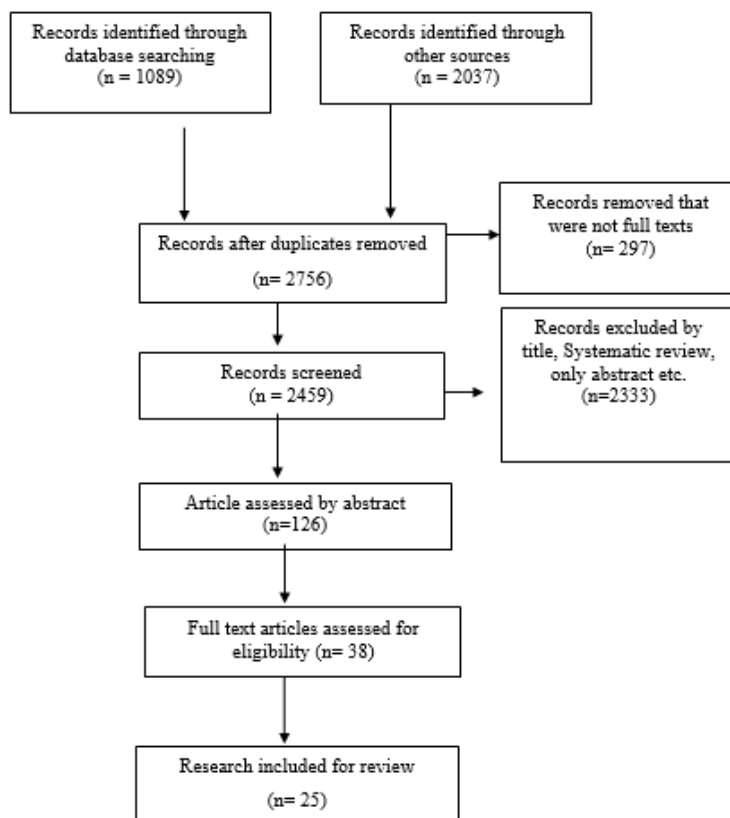 Records identified through
database searching
(n = 1089)
Records identified through
other sources
(n = 2037)
Records removed that
were not full texts
(n= 297)
Records after duplicates removed
(n= 2756)
Records excluded by
title, Systematic review,
only abstract etc.
(n=2333)
Records screened
(n = 2459)
Article assessed by abstract
(n=126)
Full text articles assessed for
eligibility (n= 38)
Research included for review
(n= 25)